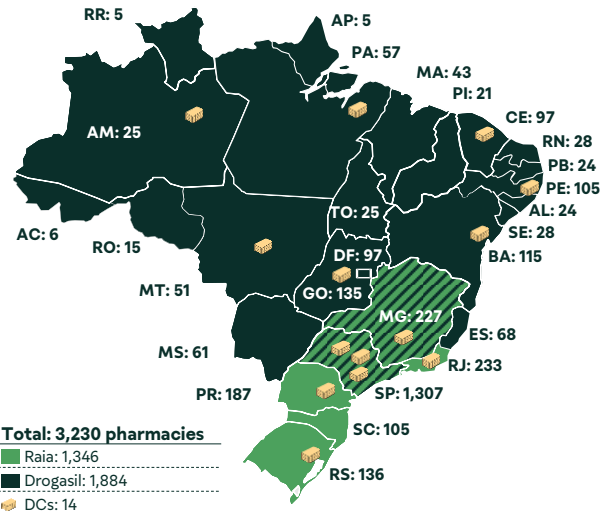 RR: 5
AP: 5
PA: 57
MA: 43
PI: 21
CE: 97
RN: 28
AM: 25
PB: 24
PE: 105
TO: 25
AL: 24
AC: 6
SE: 28
RO: 15
DF: 97
BA: 115
MT: 51
GO: 135
MG: 227
ES: 68
MS: 61
RJ: 233
PR: 187
SP: 1,307
SC: 105
Total: 3,230 pharmacies
Raia: 1,346
RS: 136
Drogasil: 1,884
DCs: 14